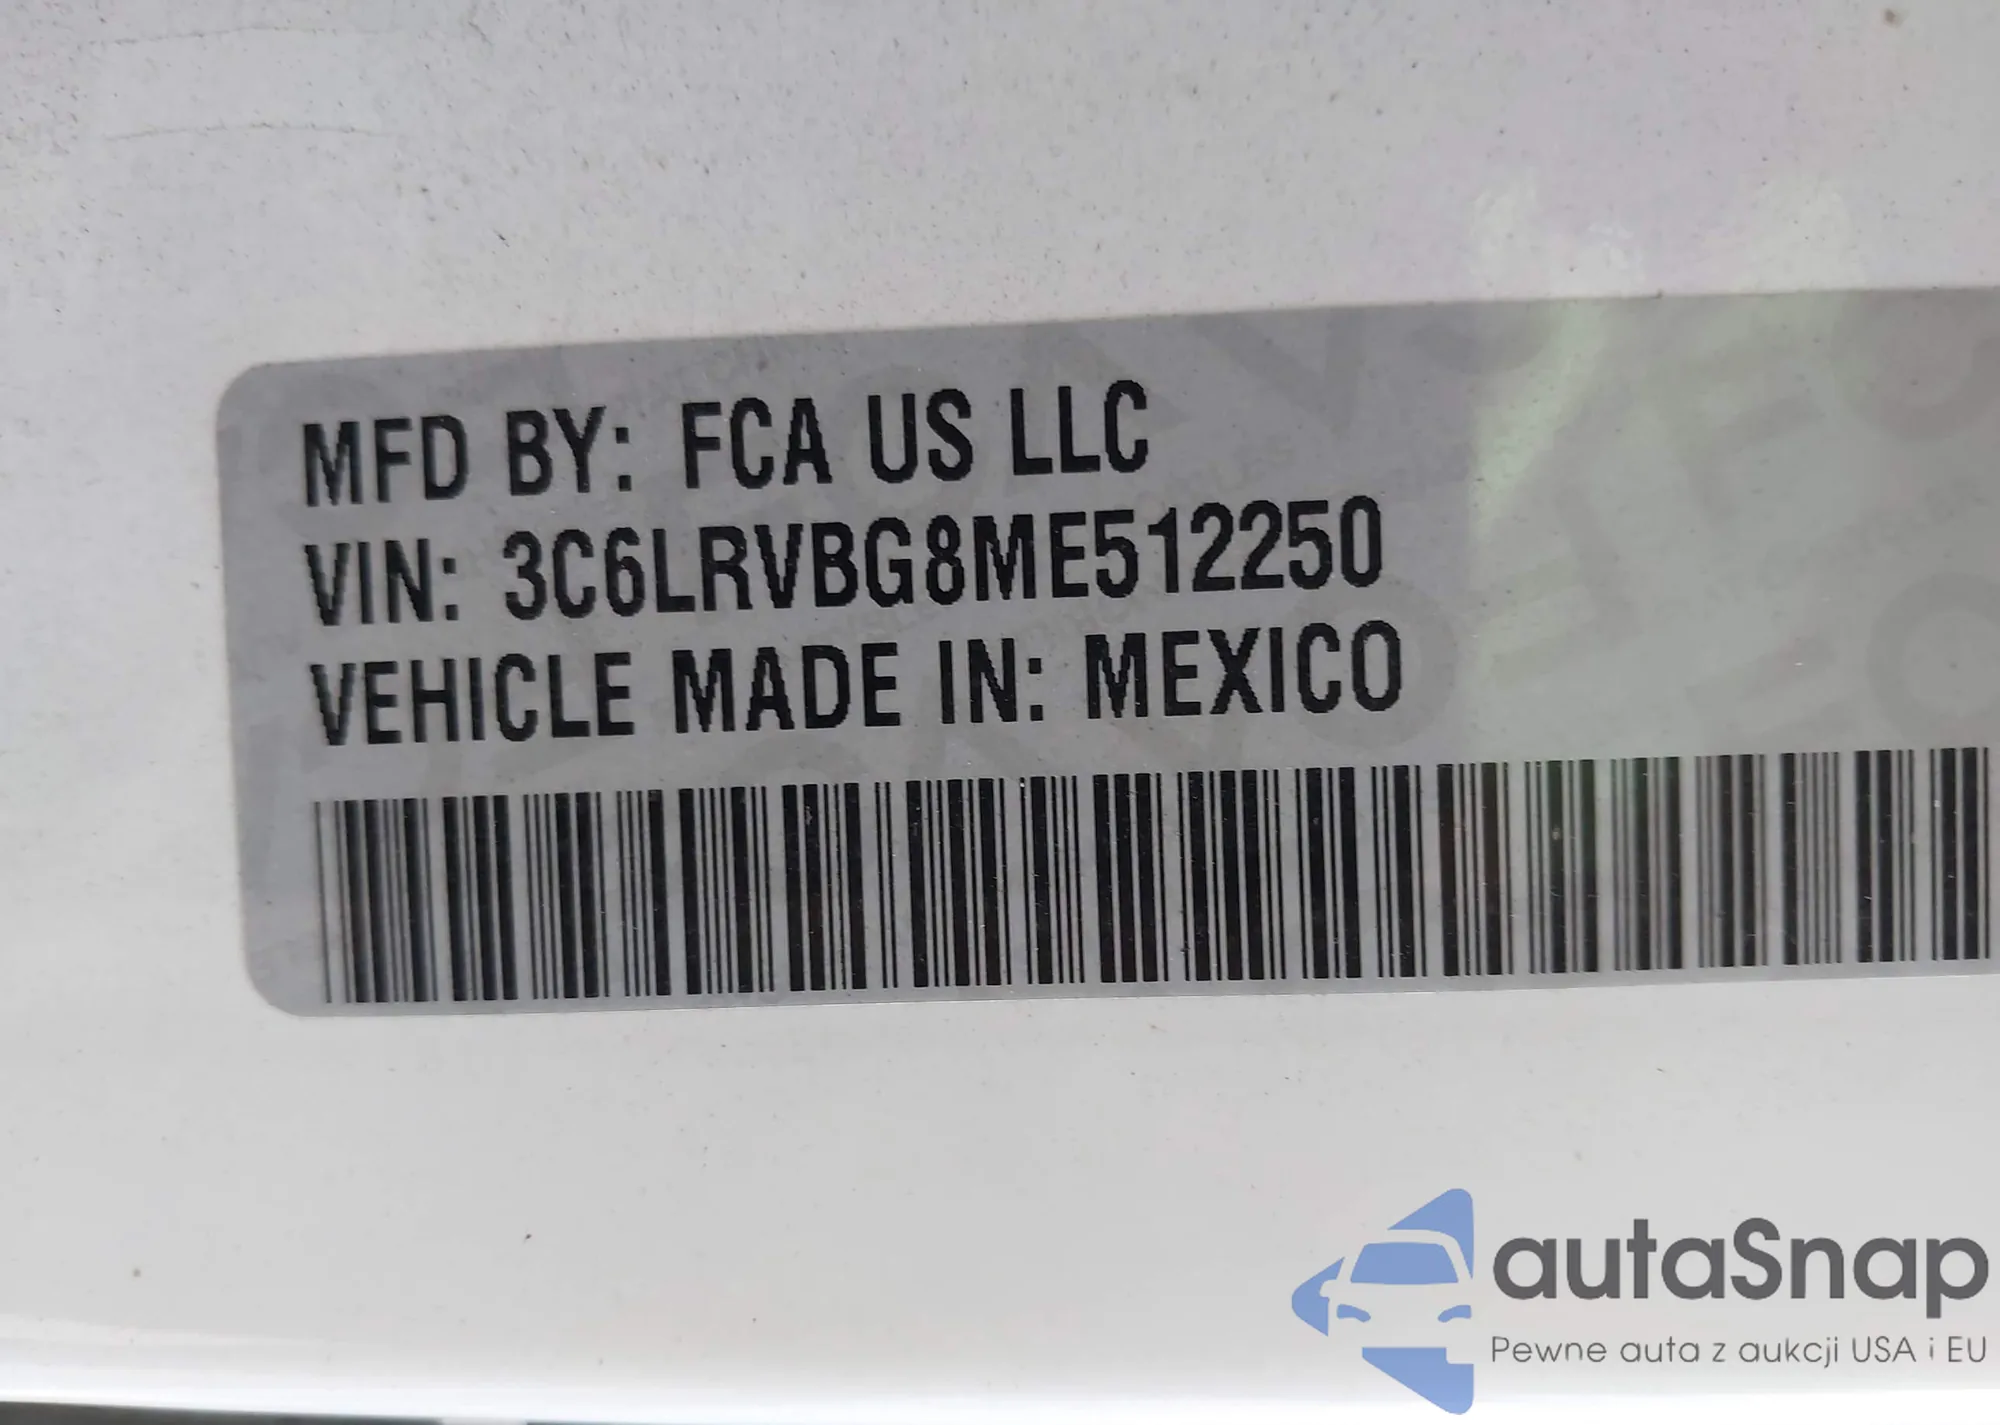 MFD BY: FCA US LLC
VIN: 3C6LRVBG8ME512250
VEHICLE MADE IN: MEXICO
autaSnap
Pewne auta z aukcji USA i EU